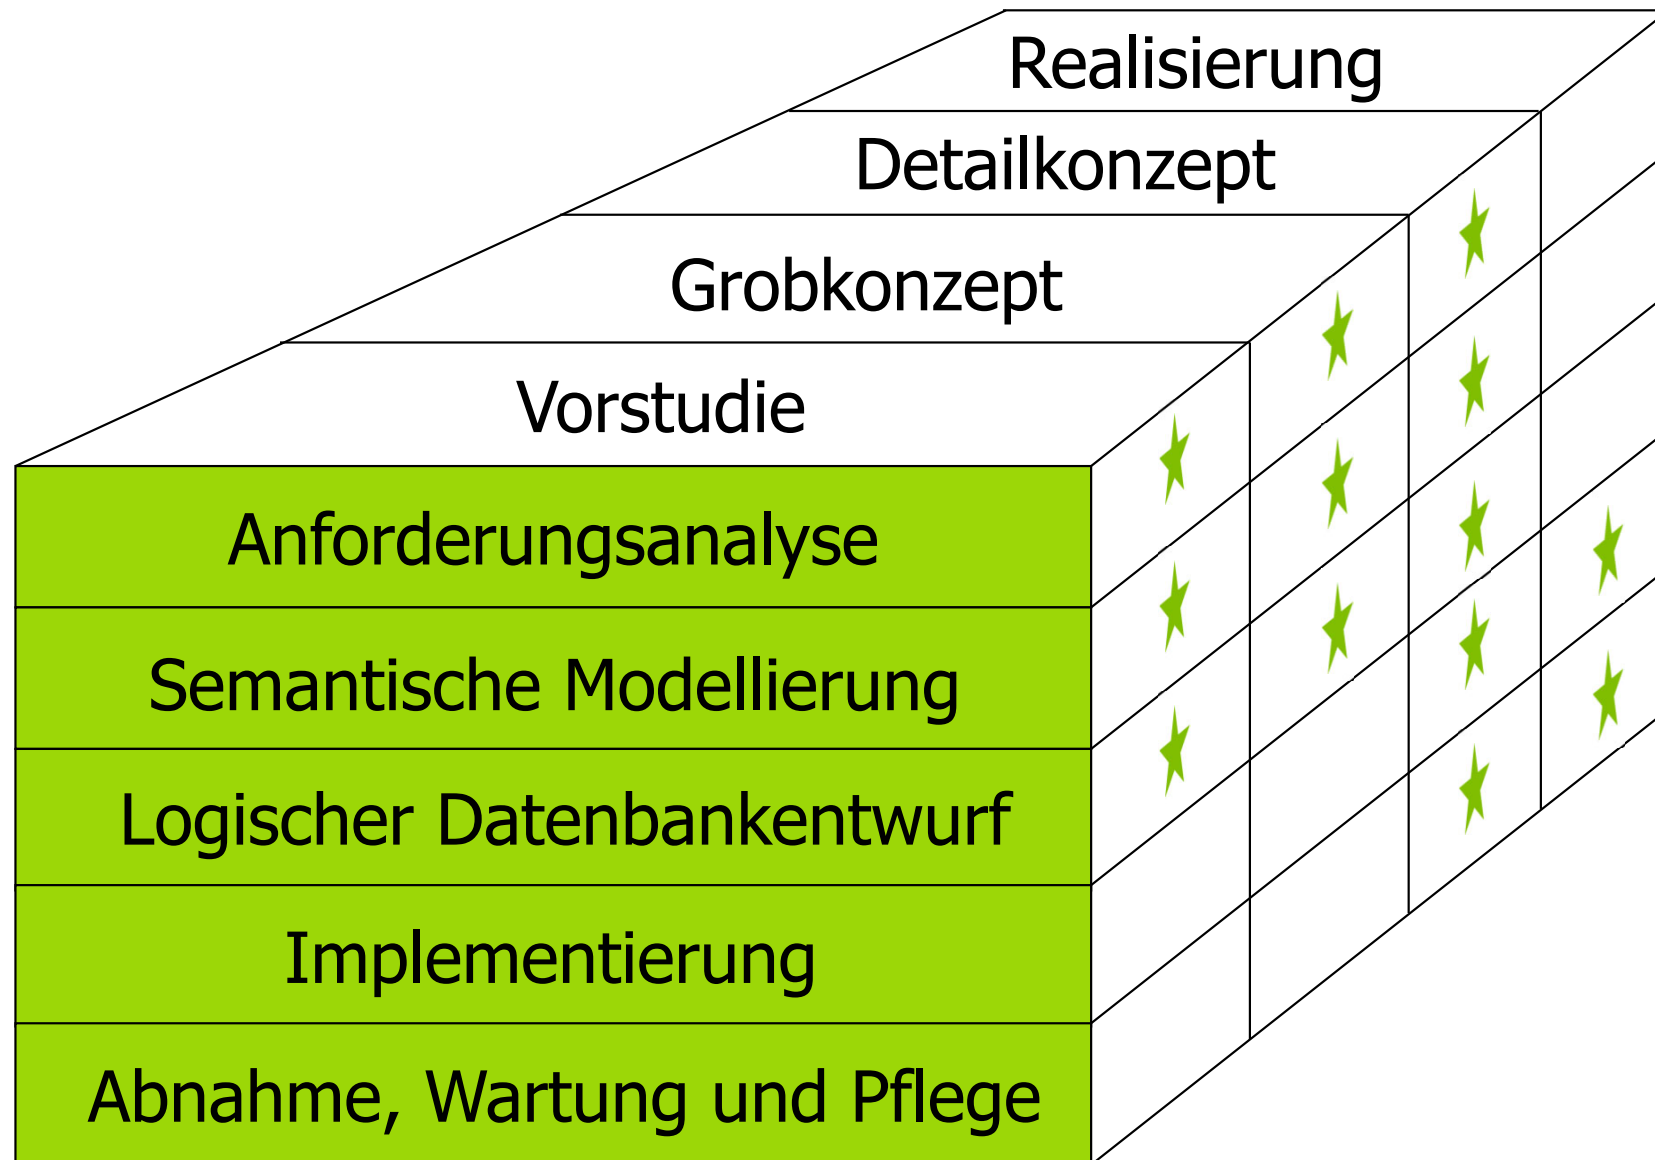 Realisierung
Detailkonzept
Grobkonzept
Vorstudie
Anforderungsanalyse
Semantische Modellierung
Logischer Datenbankentwurf
Implementierung
Abnahme, Wartung und Pflege